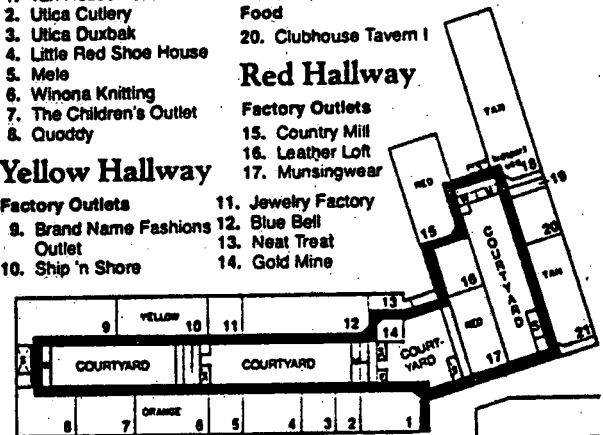 2. Utica Cutlery
3. Utica Duxbak
4. Little Red Shoe House
5. Mele
6. Winona Knitting
7. The Children's Outlet
8. Quoddy
Yellow Hallway
Factory Outlets
9. Brand Name Fashions
Outlet
10. Ship 'n Shore
11. Jewelry Factory
12. Blue Bell
13. Neat Treat
14. Gold Mine
Food
20. Clubhouse Tavern I
Red Hallway
Factory Outlets
15. Country Mill
16. Leather Loft
17. Munsingwear
TAN
18
19
RED
15
COURTYARD
20
TAN
16
RED
17
21
13
14
COURT-
YARD
9
YELLOW
10
11
12
COURTYARD
COURTYARD
8
7
ORANGE
6
5
4
3
2
1